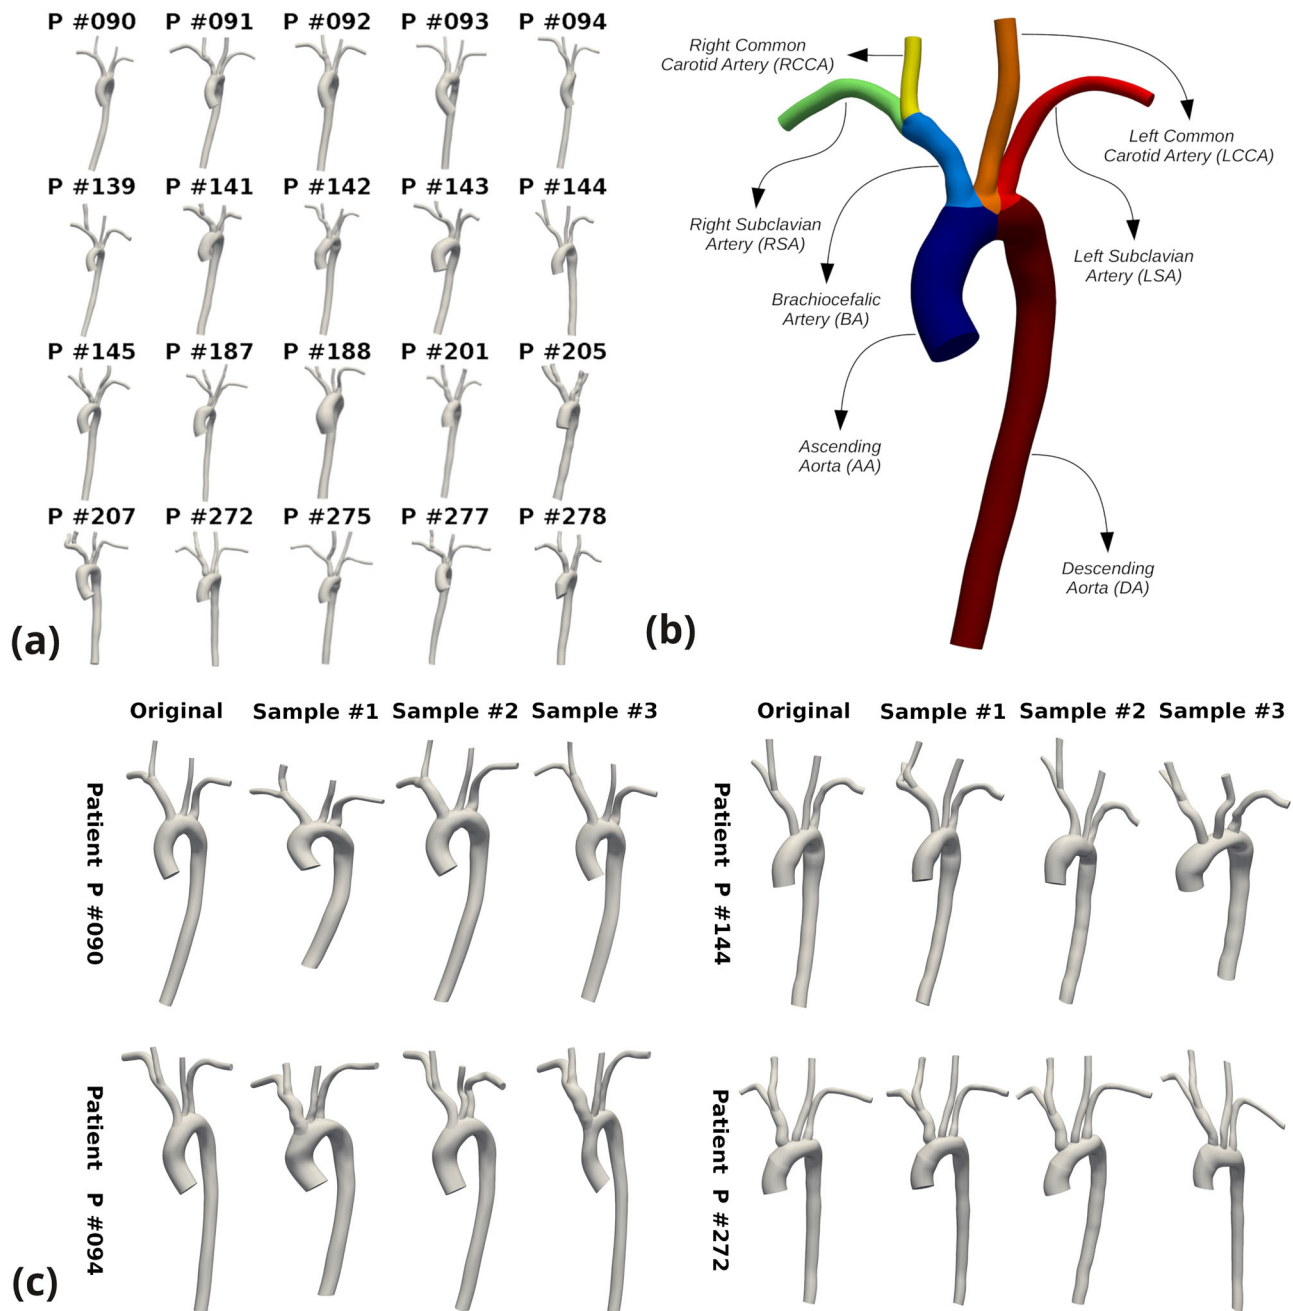 P #090 P #091 P #092 P #093 P #094
P #139 P #141 P #142 P #143 P #144
P #145 P #187 P #188 P #201 P #205
P #207 P #272 P #275 P #277 P #278
(a)
Right Common
Carotid Artery (RCCA)
Left Common
Carotid Artery (LCCA)
Right Subclavian
Artery (RSA)
Left Subclavian
Artery (LSA)
Brachiocefalic
Artery (BA)
Ascending
Aorta (AA)
Descending
Aorta (DA)
(b)
Original Sample #1 Sample #2 Sample #3
Patient P #090
Patient P #094
Original Sample #1 Sample #2 Sample #3
Patient P #144
Patient P #272
(c)